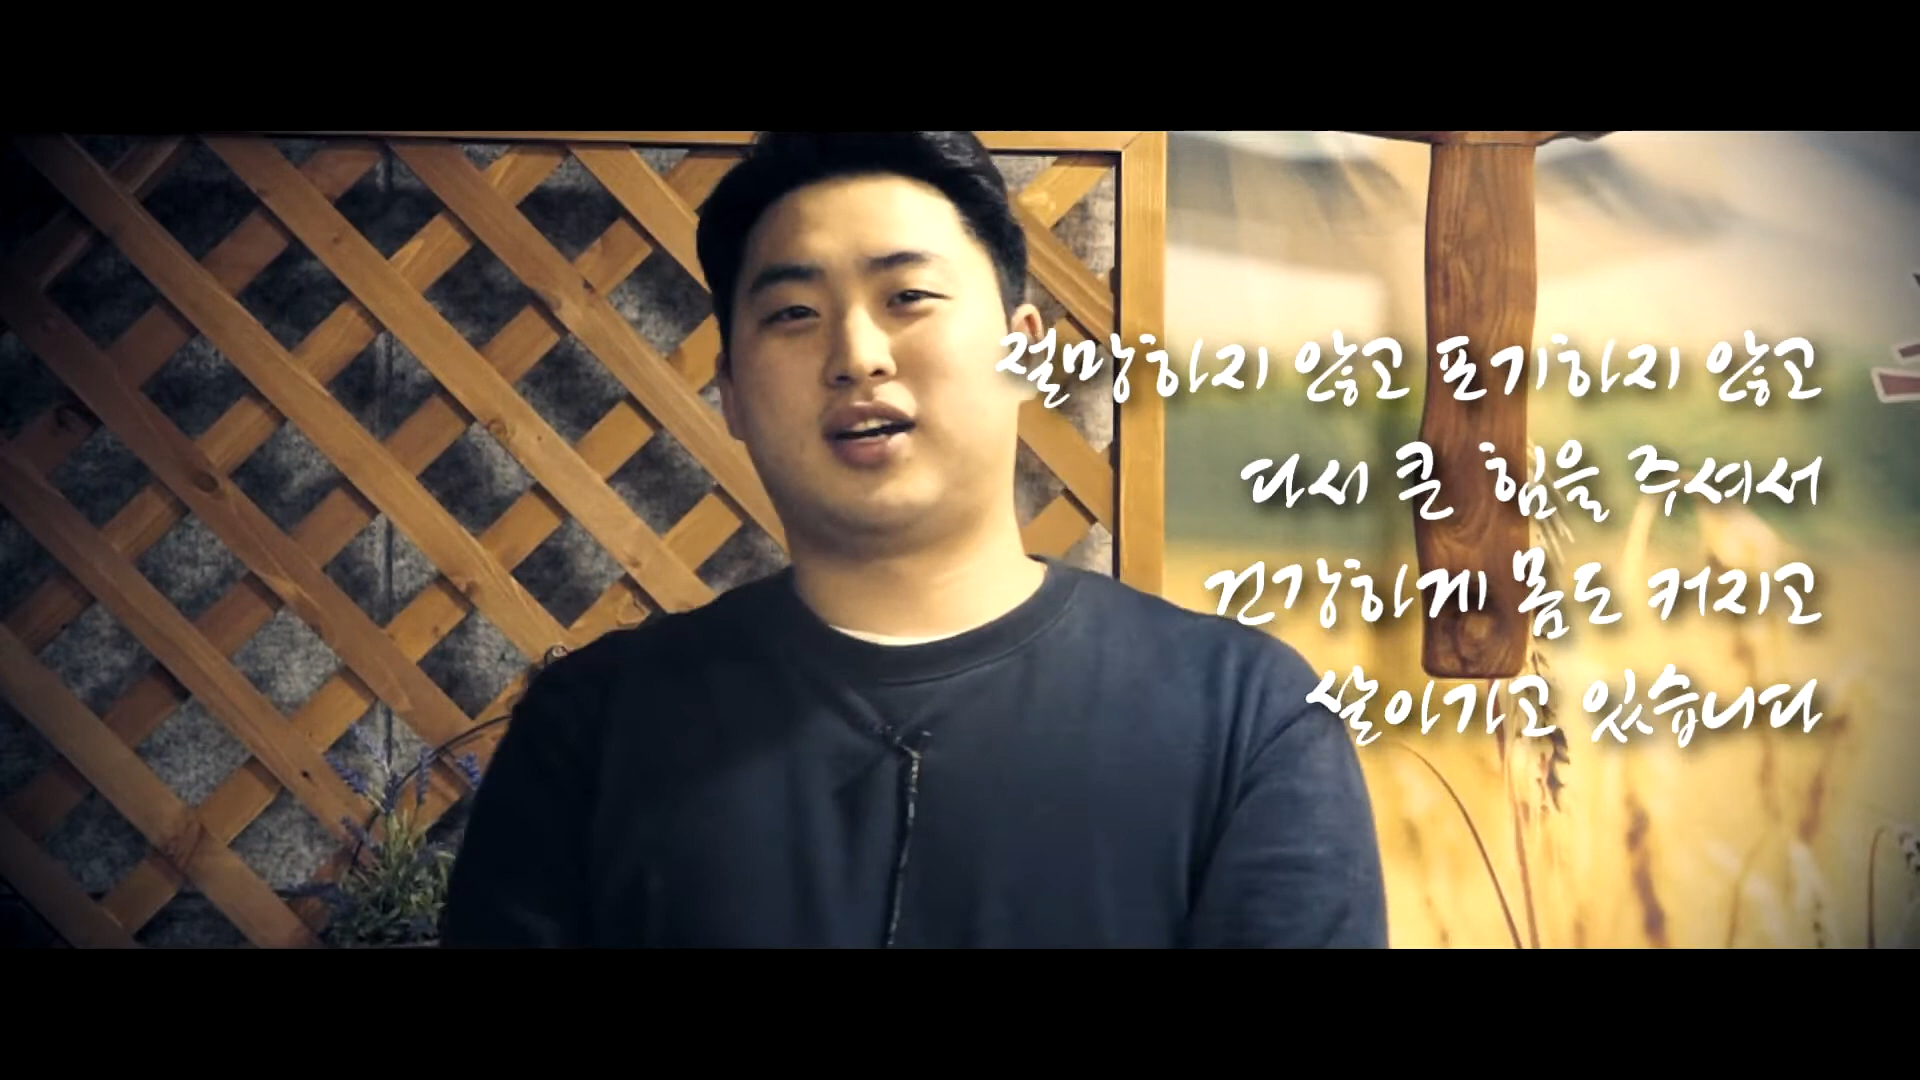 절망하지 않고 포기하지 않고
다시 큰 힘을 주셔서
건강하게 몸도 커지고
살아가고 있습니다